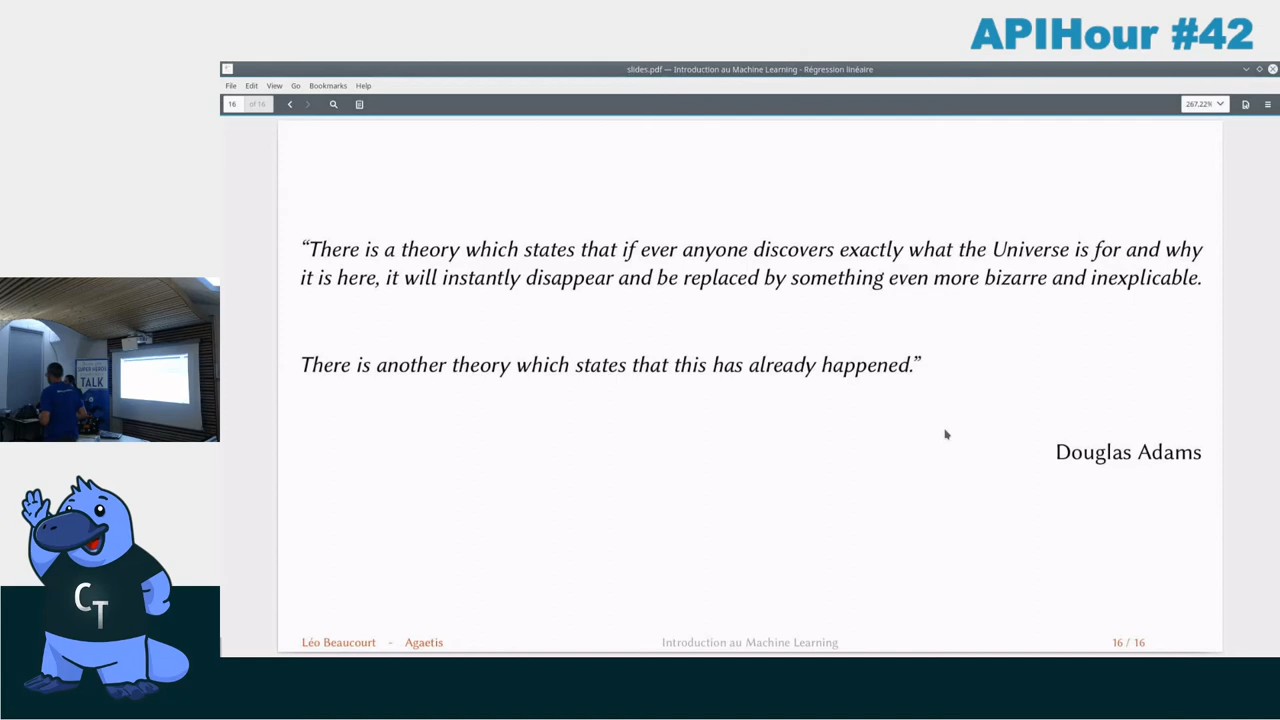 APIHour #42
slides.pdf — Introduction au Machine Learning - Régression linéaire
File Edit View Go Bookmarks Help
16 of 16
267.22%
“There is a theory which states that if ever anyone discovers exactly what the Universe is for and why
it is here, it will instantly disappear and be replaced by something even more bizarre and inexplicable.
There is another theory which states that this has already happened.”
Douglas Adams
SUPER HEROS
TALK
CT
Léo Beaucourt - Agaetis
Introduction au Machine Learning
16 / 16